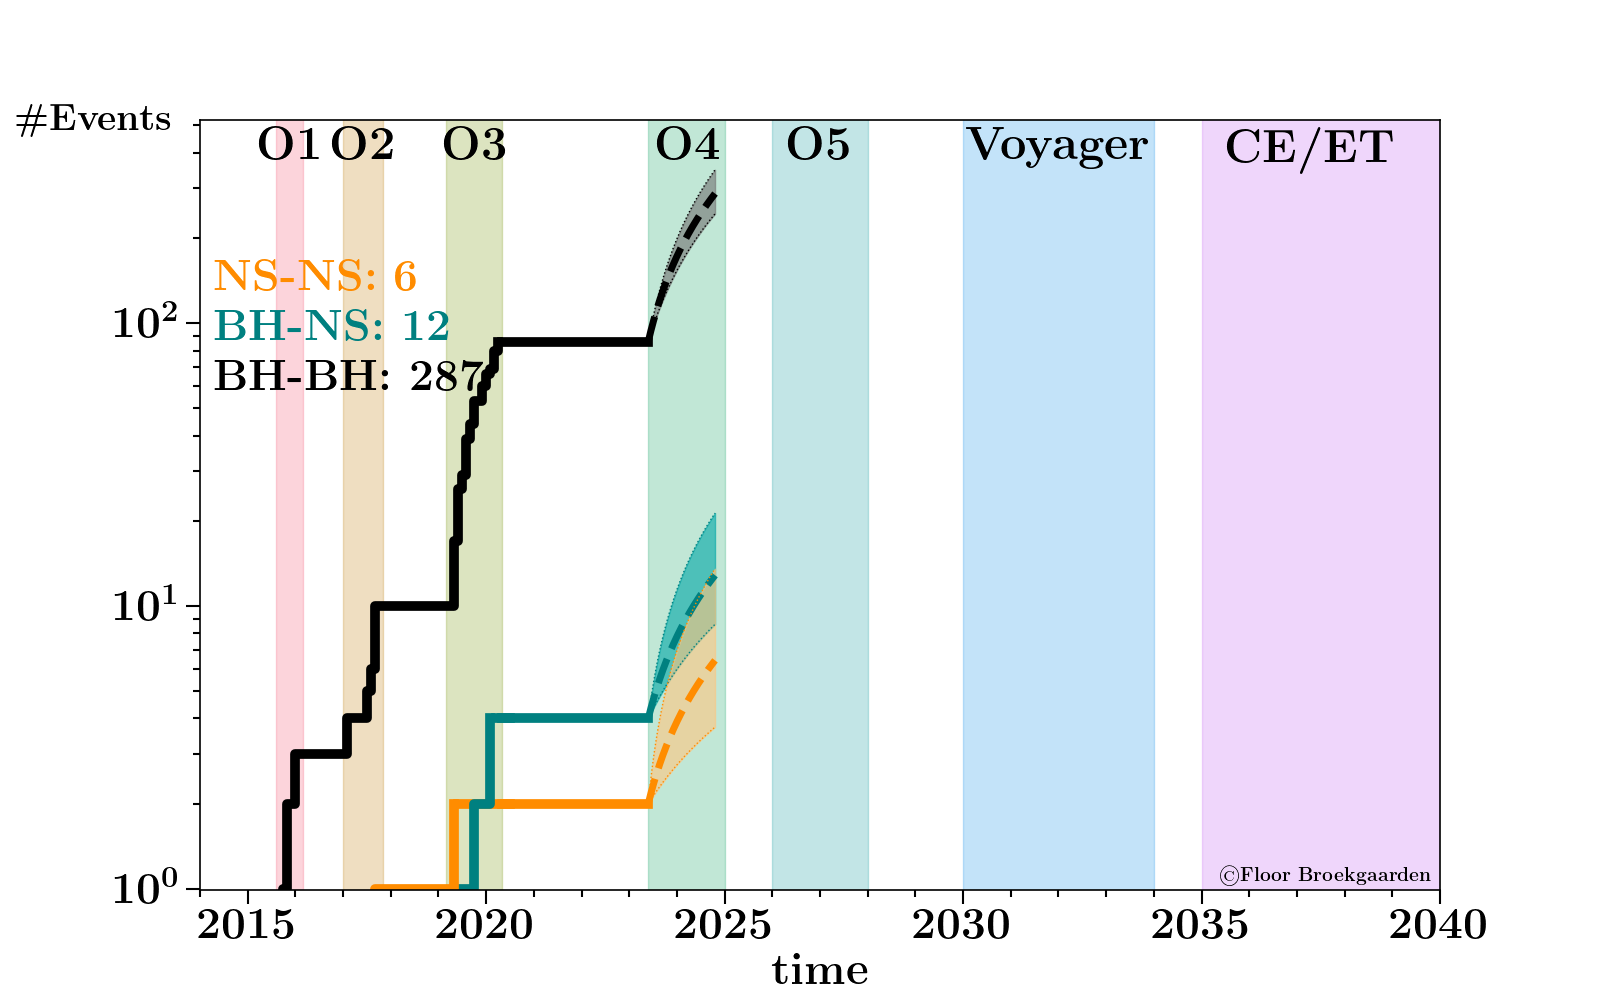 #Events
O1 O2 O3 O4 O5 Voyager CE/ET
NS-NS: 6
BH-NS: 12
BH-BH: 287
10²
10¹
10⁰
©Floor Broekgaarden
2015 2020 2025 2030 2035 2040
time